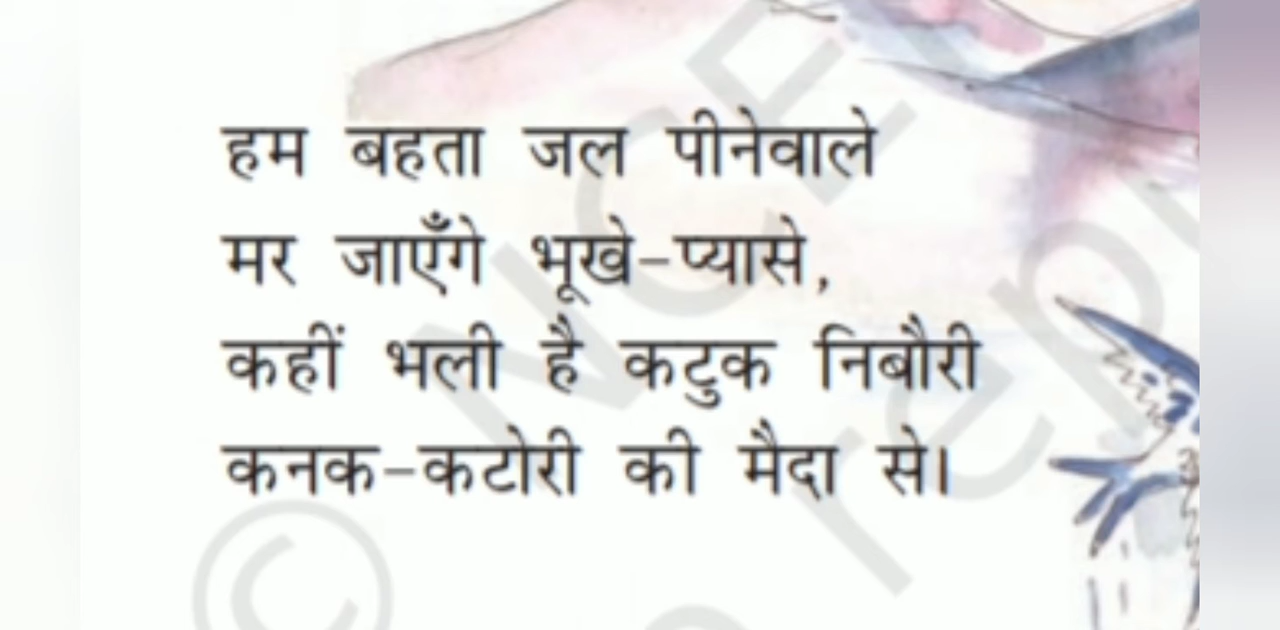 हम बहता जल पीनेवाले
मर जाएँगे भूखे-प्यासे,
कहीं भली है कटुक निबौरी
कनक-कटोरी की मैदा से।